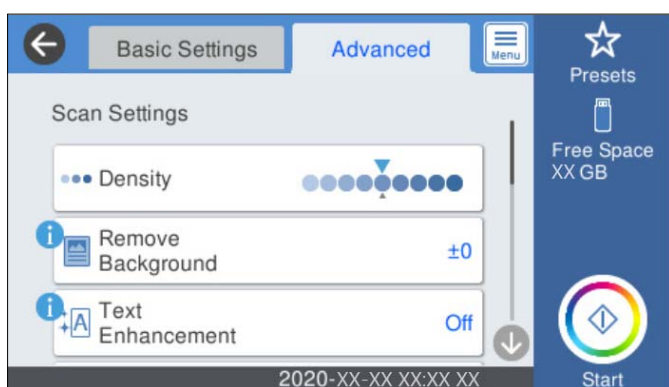 Basic Settings
Advanced
Menu
Presets
Free Space
XX GB
Scan Settings
Density
Remove
Background
±0
Text
Enhancement
Off
A
2020-XX-XX XX:XX XX
Start